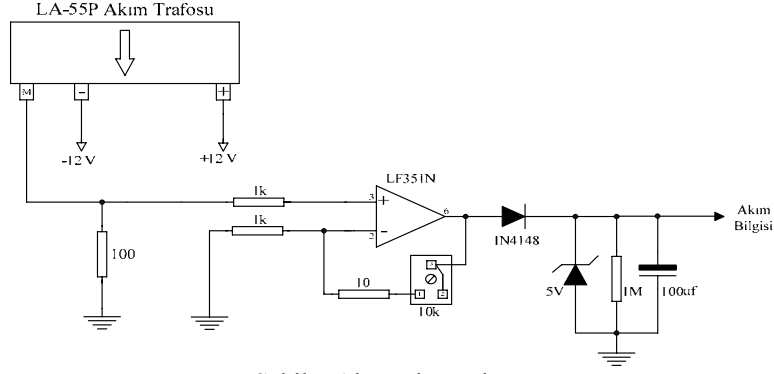 LA-55P Akım Trafosu
M - +
-12 V
+12 V
1k
LF351N
3
+
6
1k
-
2
100
1N4148
Akım
Bilgisi
10
3
1
2
10k
5V
1M
100uf